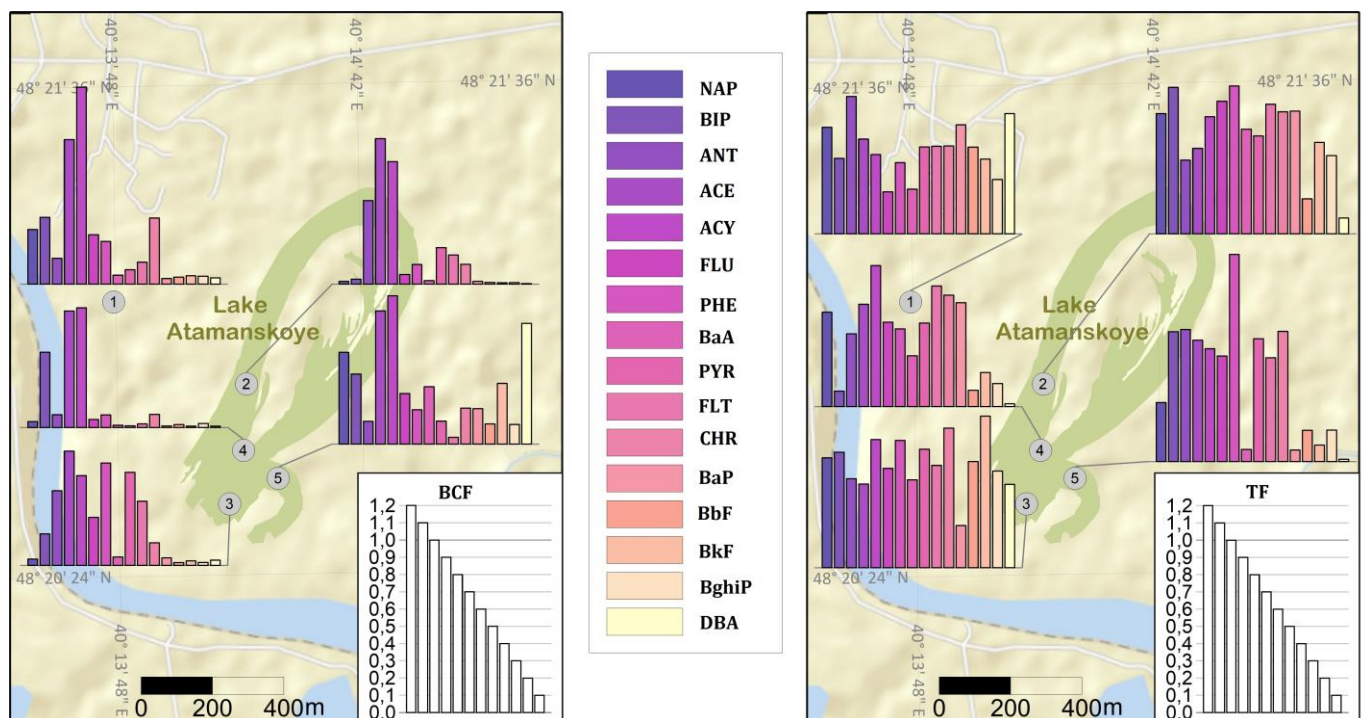 40° 13' 48" E
40° 14' 42" E
48° 21' 36" N
48° 21' 36" N
1
Lake
Atamanskoye
2
4
5
3
48° 20' 24" N
40° 13' 48" E
0 200 400m
BCF
1,2
1,1
1,0
0,9
0,8
0,7
0,6
0,5
0,4
0,3
0,2
0,1
0,0
NAP
BIP
ANT
ACE
ACY
FLU
PHE
BaA
PYR
FLT
CHR
BaP
BbF
BkF
BghiP
DBA
40° 13' 48" E
40° 14' 42" E
48° 21' 36" N
48° 21' 36" N
1
Lake
Atamanskoye
2
4
5
3
48° 20' 24" N
40° 13' 48" E
0 200 400m
TF
1,2
1,1
1,0
0,9
0,8
0,7
0,6
0,5
0,4
0,3
0,2
0,1
0,0